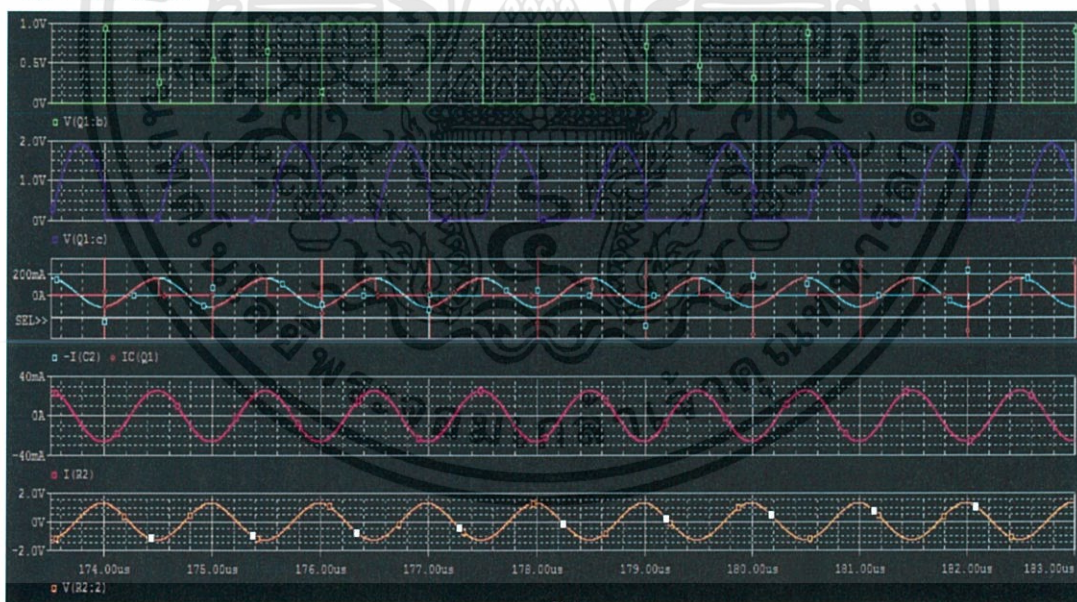 1.0V
0.5V
0V
V(Q1:b)
2.0V
1.0V
0V
V(Q1:c)
200mA
0A
SEL>>
-I(C2) IC(Q1)
40mA
0A
-40mA
I(R2)
2.0V
0V
-2.0V
174.00us 175.00us 176.00us 177.00us 178.00us 179.00us 180.00us 181.00us 182.00us 183.00us
V(R2:2)